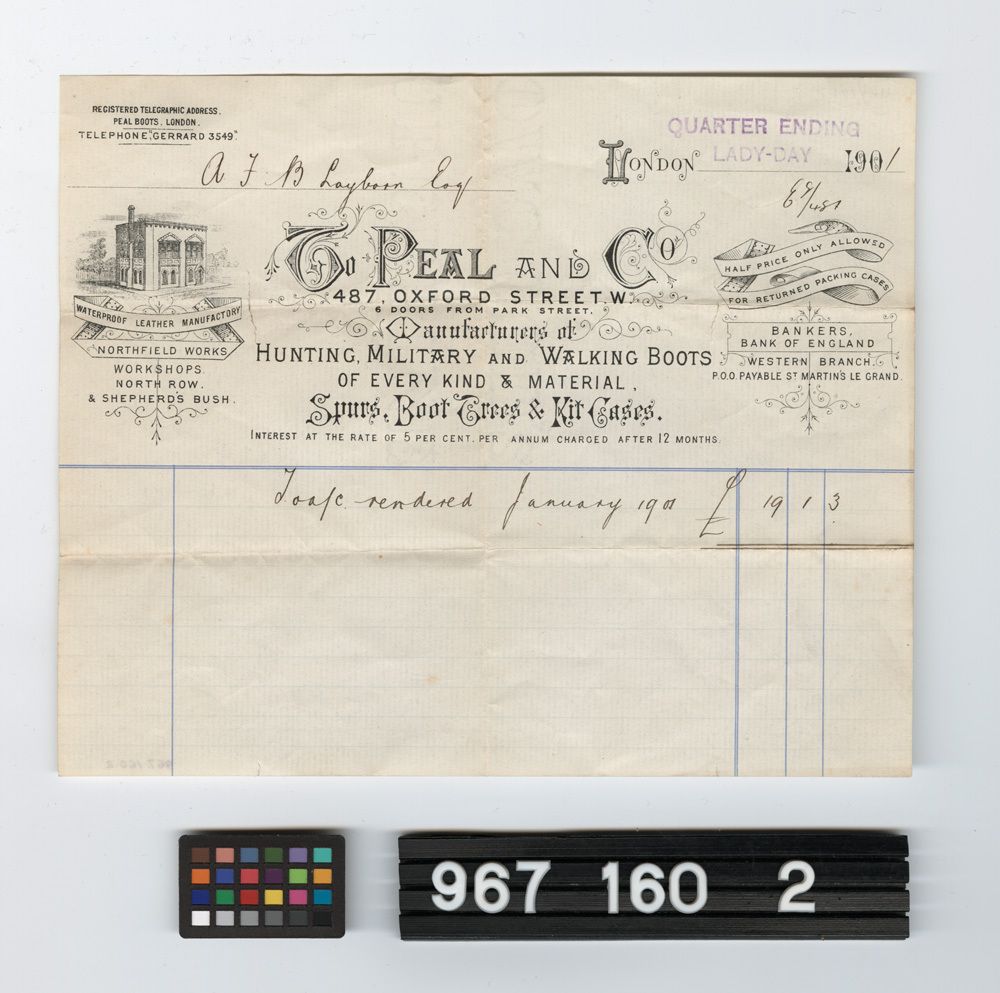 REGISTERED TELEGRAPHIC ADDRESS.
PEAL BOOTS. LONDON.
TELEPHONE, "GERRARD 3549".
QUARTER ENDING
LADY-DAY
LONDON 1901
A F B Esq
To PEAL AND Co
487, OXFORD STREET, W.
6 DOORS FROM PARK STREET.
Manufacturers of
HUNTING, MILITARY AND WALKING BOOTS
OF EVERY KIND & MATERIAL,
Spurs, Boot Trees & Kit Cases.
INTEREST AT THE RATE OF 5 PER CENT. PER ANNUM CHARGED AFTER 12 MONTHS.
WATERPROOF LEATHER MANUFACTORY
NORTHFIELD WORKS
WORKSHOPS
NORTH ROW.
& SHEPHERDS BUSH.
HALF PRICE ONLY ALLOWED
FOR RETURNED PACKING CASES
BANKERS,
BANK OF ENGLAND
WESTERN BRANCH.
P.O.O. PAYABLE ST MARTIN'S LE GRAND.
To a/c rendered January 1901 £ 19 1 3
967 160 2
967 160 2